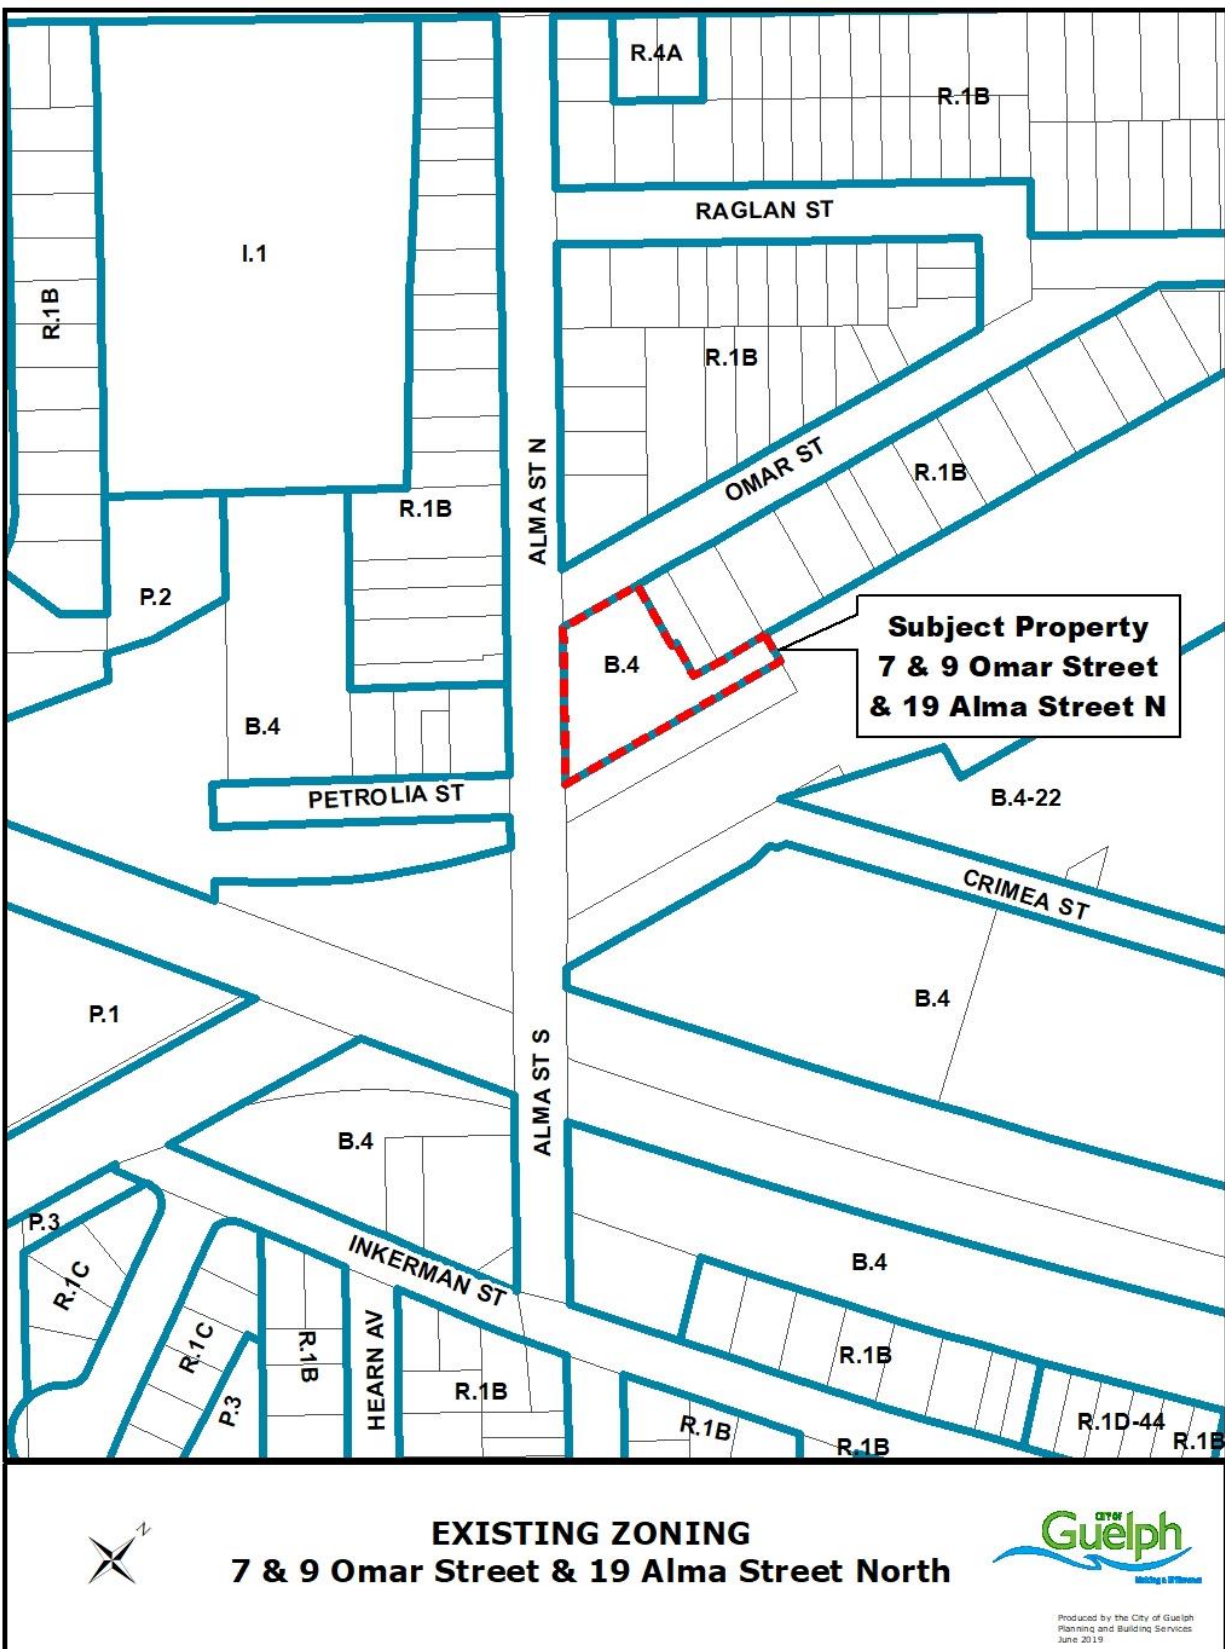 R.4A
R.1B
RAGLAN ST
I.1
R.1B
R.1B
ALMA ST N
OMAR ST
R.1B
R.1B
P.2
Subject Property
7 & 9 Omar Street
& 19 Alma Street N
B.4
B.4
PETROLIA ST
B.4-22
CRIMEA ST
B.4
P.1
ALMA ST S
B.4
P.3
INKERMAN ST
B.4
R.1C
R.1C
R.1B
HEARN AV
R.1B
R.1B
P.3
R.1B
R.1B
R.1D-44
R.1B
N
EXISTING ZONING
7 & 9 Omar Street & 19 Alma Street North
CITY OF
Guelph
Making a Difference
Produced by the City of Guelph
Planning and Building Services
June 2019